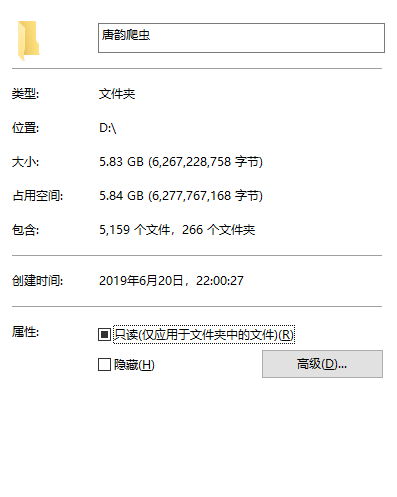 唐韵爬虫
类型: 文件夹
位置: D:\
大小: 5.83 GB (6,267,228,758 字节)
占用空间: 5.84 GB (6,277,767,168 字节)
包含: 5,159 个文件，266 个文件夹
创建时间: 2019年6月20日，22:00:27
属性: 只读(仅应用于文件夹中的文件)(R)
隐藏(H) 高级(D)...